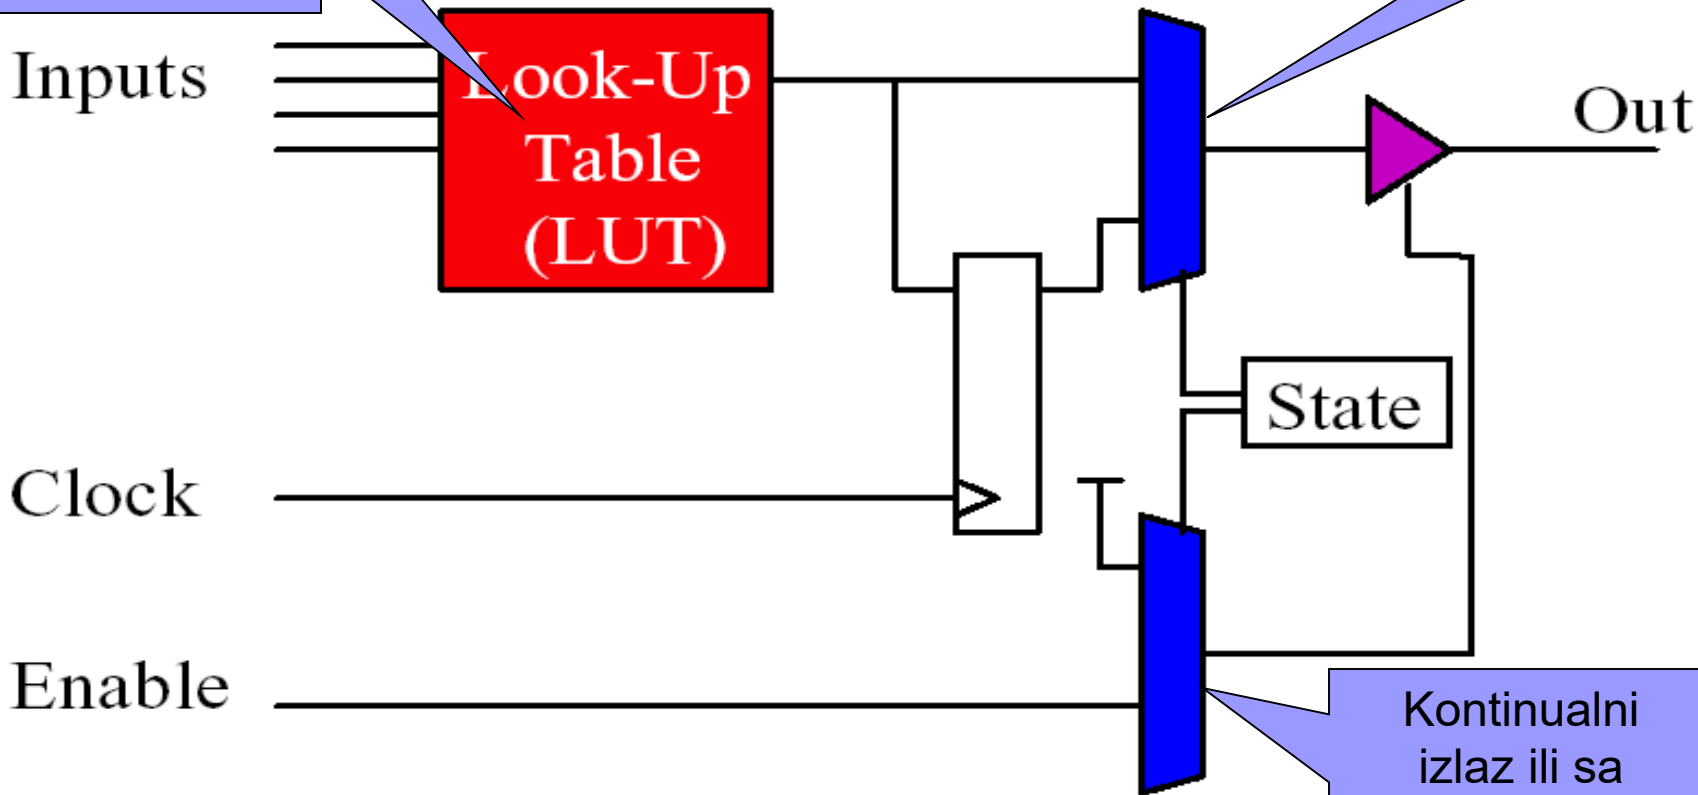 Inputs
Look-Up
Table
(LUT)
Out
State
Clock
Enable
Kontinualni
izlaz ili sa